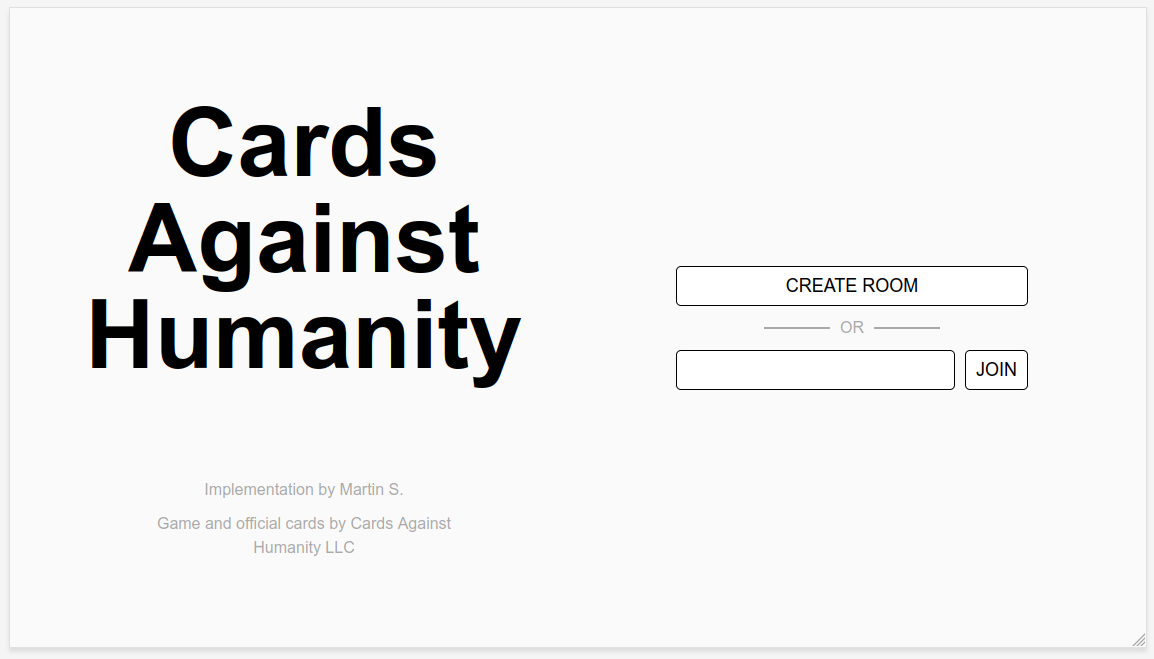 Cards
Against
Humanity
Implementation by Martin S.
Game and official cards by Cards Against
Humanity LLC
CREATE ROOM
OR
JOIN